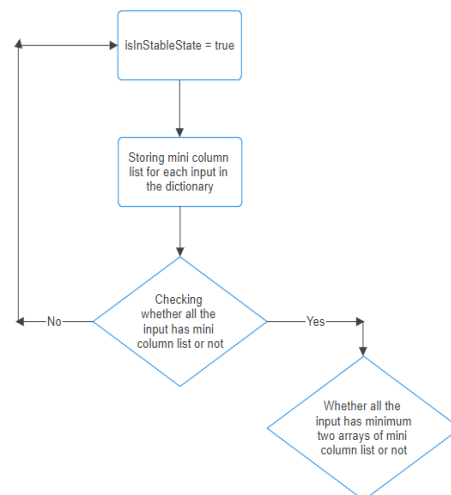 isInStableState = true
Storing mini column
list for each input in
the dictionary
Checking
whether all the
input has mini
column list or not
No
Yes
Whether all the
input has minimum
two arrays of mini
column list or not